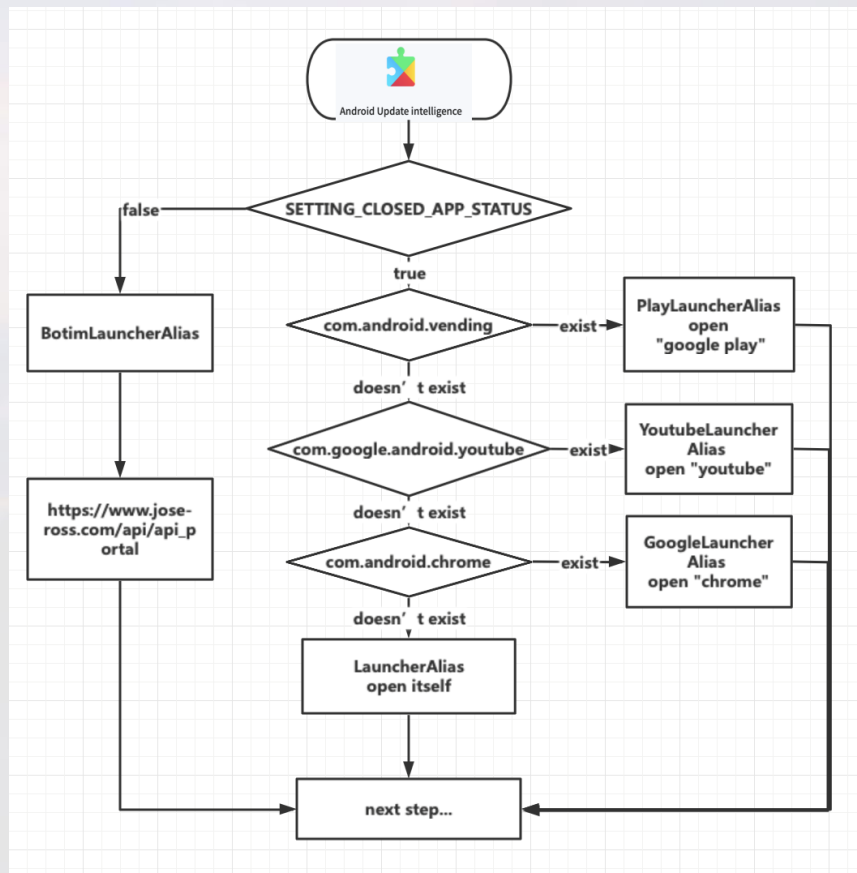 Android Update intelligence
SETTING_CLOSED_APP_STATUS
false
true
BotimLauncherAlias
com.android.vending
exist
PlayLauncherAlias
open
"google play"
doesn’t exist
com.google.android.youtube
exist
YoutubeLauncher
Alias
open "youtube"
https://www.jose-
ross.com/api/api_p
ortal
doesn’t exist
com.android.chrome
exist
GoogleLauncher
Alias
open "chrome"
doesn’t exist
LauncherAlias
open itself
next step...